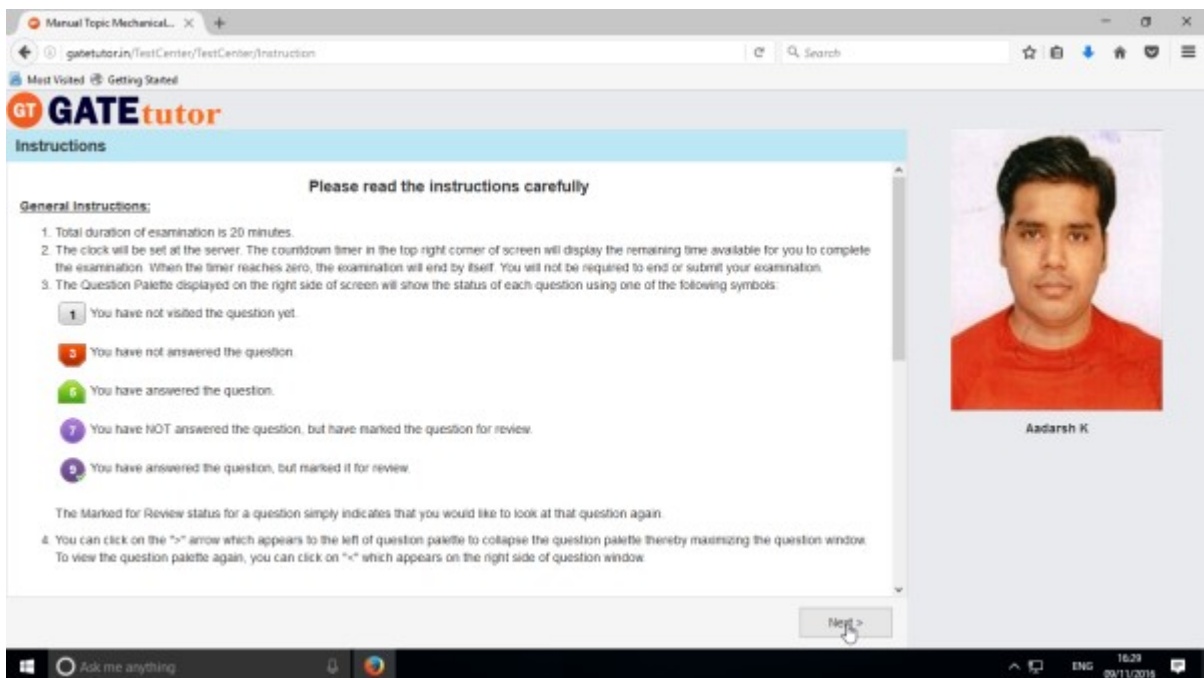 Manual Topic Mechanical...
gatetutor.in/TestCenter/TestCenter/Instruction
Search
Most Visited Getting Started
GT GATEtutor
Instructions
Please read the instructions carefully
General Instructions:
1. Total duration of examination is 20 minutes.
2. The clock will be set at the server. The countdown timer in the top right corner of screen will display the remaining time available for you to complete
the examination. When the timer reaches zero, the examination will end by itself. You will not be required to end or submit your examination.
3. The Question Palette displayed on the right side of screen will show the status of each question using one of the following symbols:
1 You have not visited the question yet.
3 You have not answered the question.
5 You have answered the question.
7 You have NOT answered the question, but have marked the question for review.
9 You have answered the question, but marked it for review.
The Marked for Review status for a question simply indicates that you would like to look at that question again.
4. You can click on the ">" arrow which appears to the left of question palette to collapse the question palette thereby maximizing the question window.
To view the question palette again, you can click on "<" which appears on the right side of question window.
Next >
Aadarsh K
Ask me anything
ENG
16:29
09/11/2016